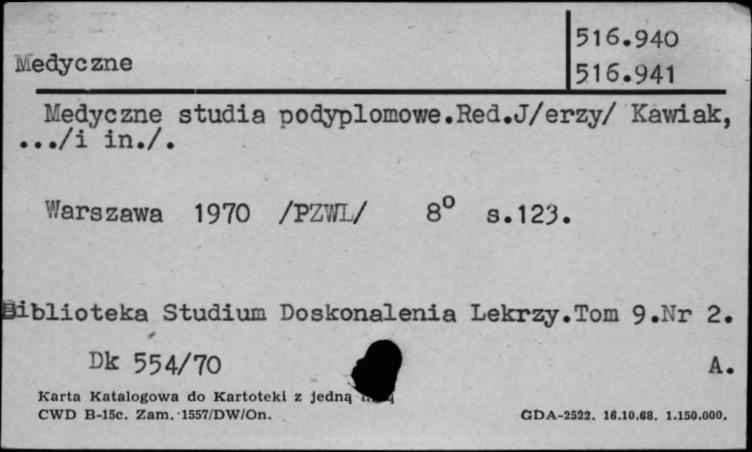 516.940
Medyczne
516.941
Medyczne studia podyplomowe.Red.J/erzy/ Kawiak,
.../i in./.
Warszawa 1970 /PZWL/ 8° s.123.
Biblioteka Studium Doskonalenia Lekrzy.Tom 9.Nr 2.
Dk 554/70 A.
Karta Katalogowa do Kartoteki z jedną
CWD B-15c. Zam. 1557/DW/On. GDA-2522. 16.10.68. 1.150.000.